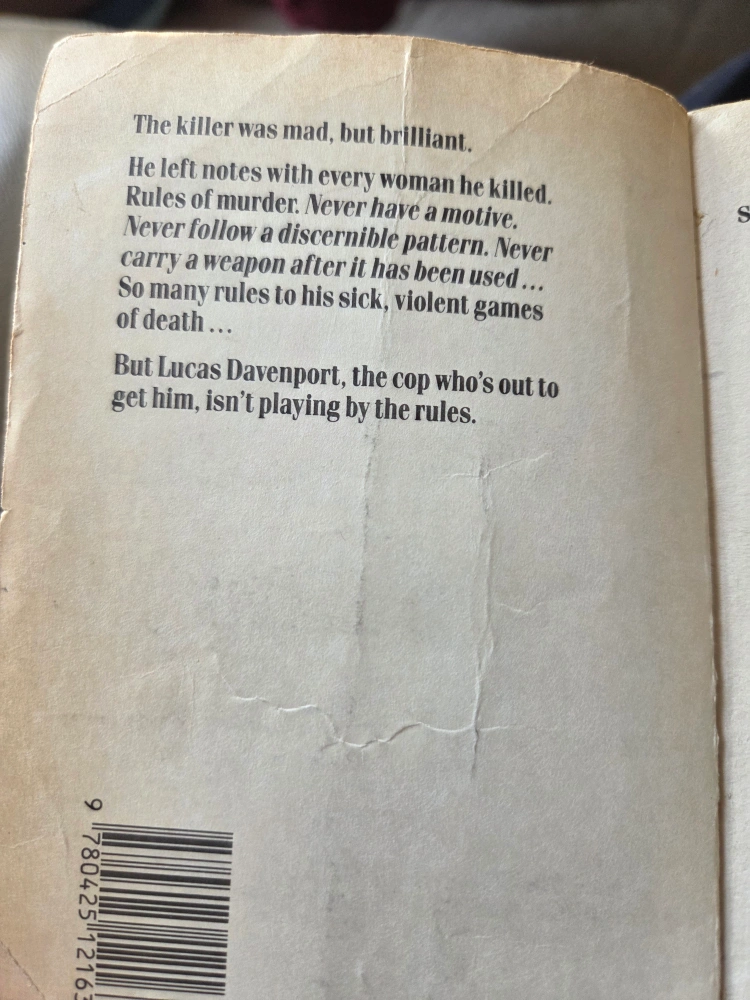 The killer was mad, but brilliant.
He left notes with every woman he killed.
Rules of murder. Never have a motive.
Never follow a discernible pattern. Never
carry a weapon after it has been used...
So many rules to his sick, violent games
of death...
But Lucas Davenport, the cop who's out to
get him, isn't playing by the rules.
9 780425 12163
s